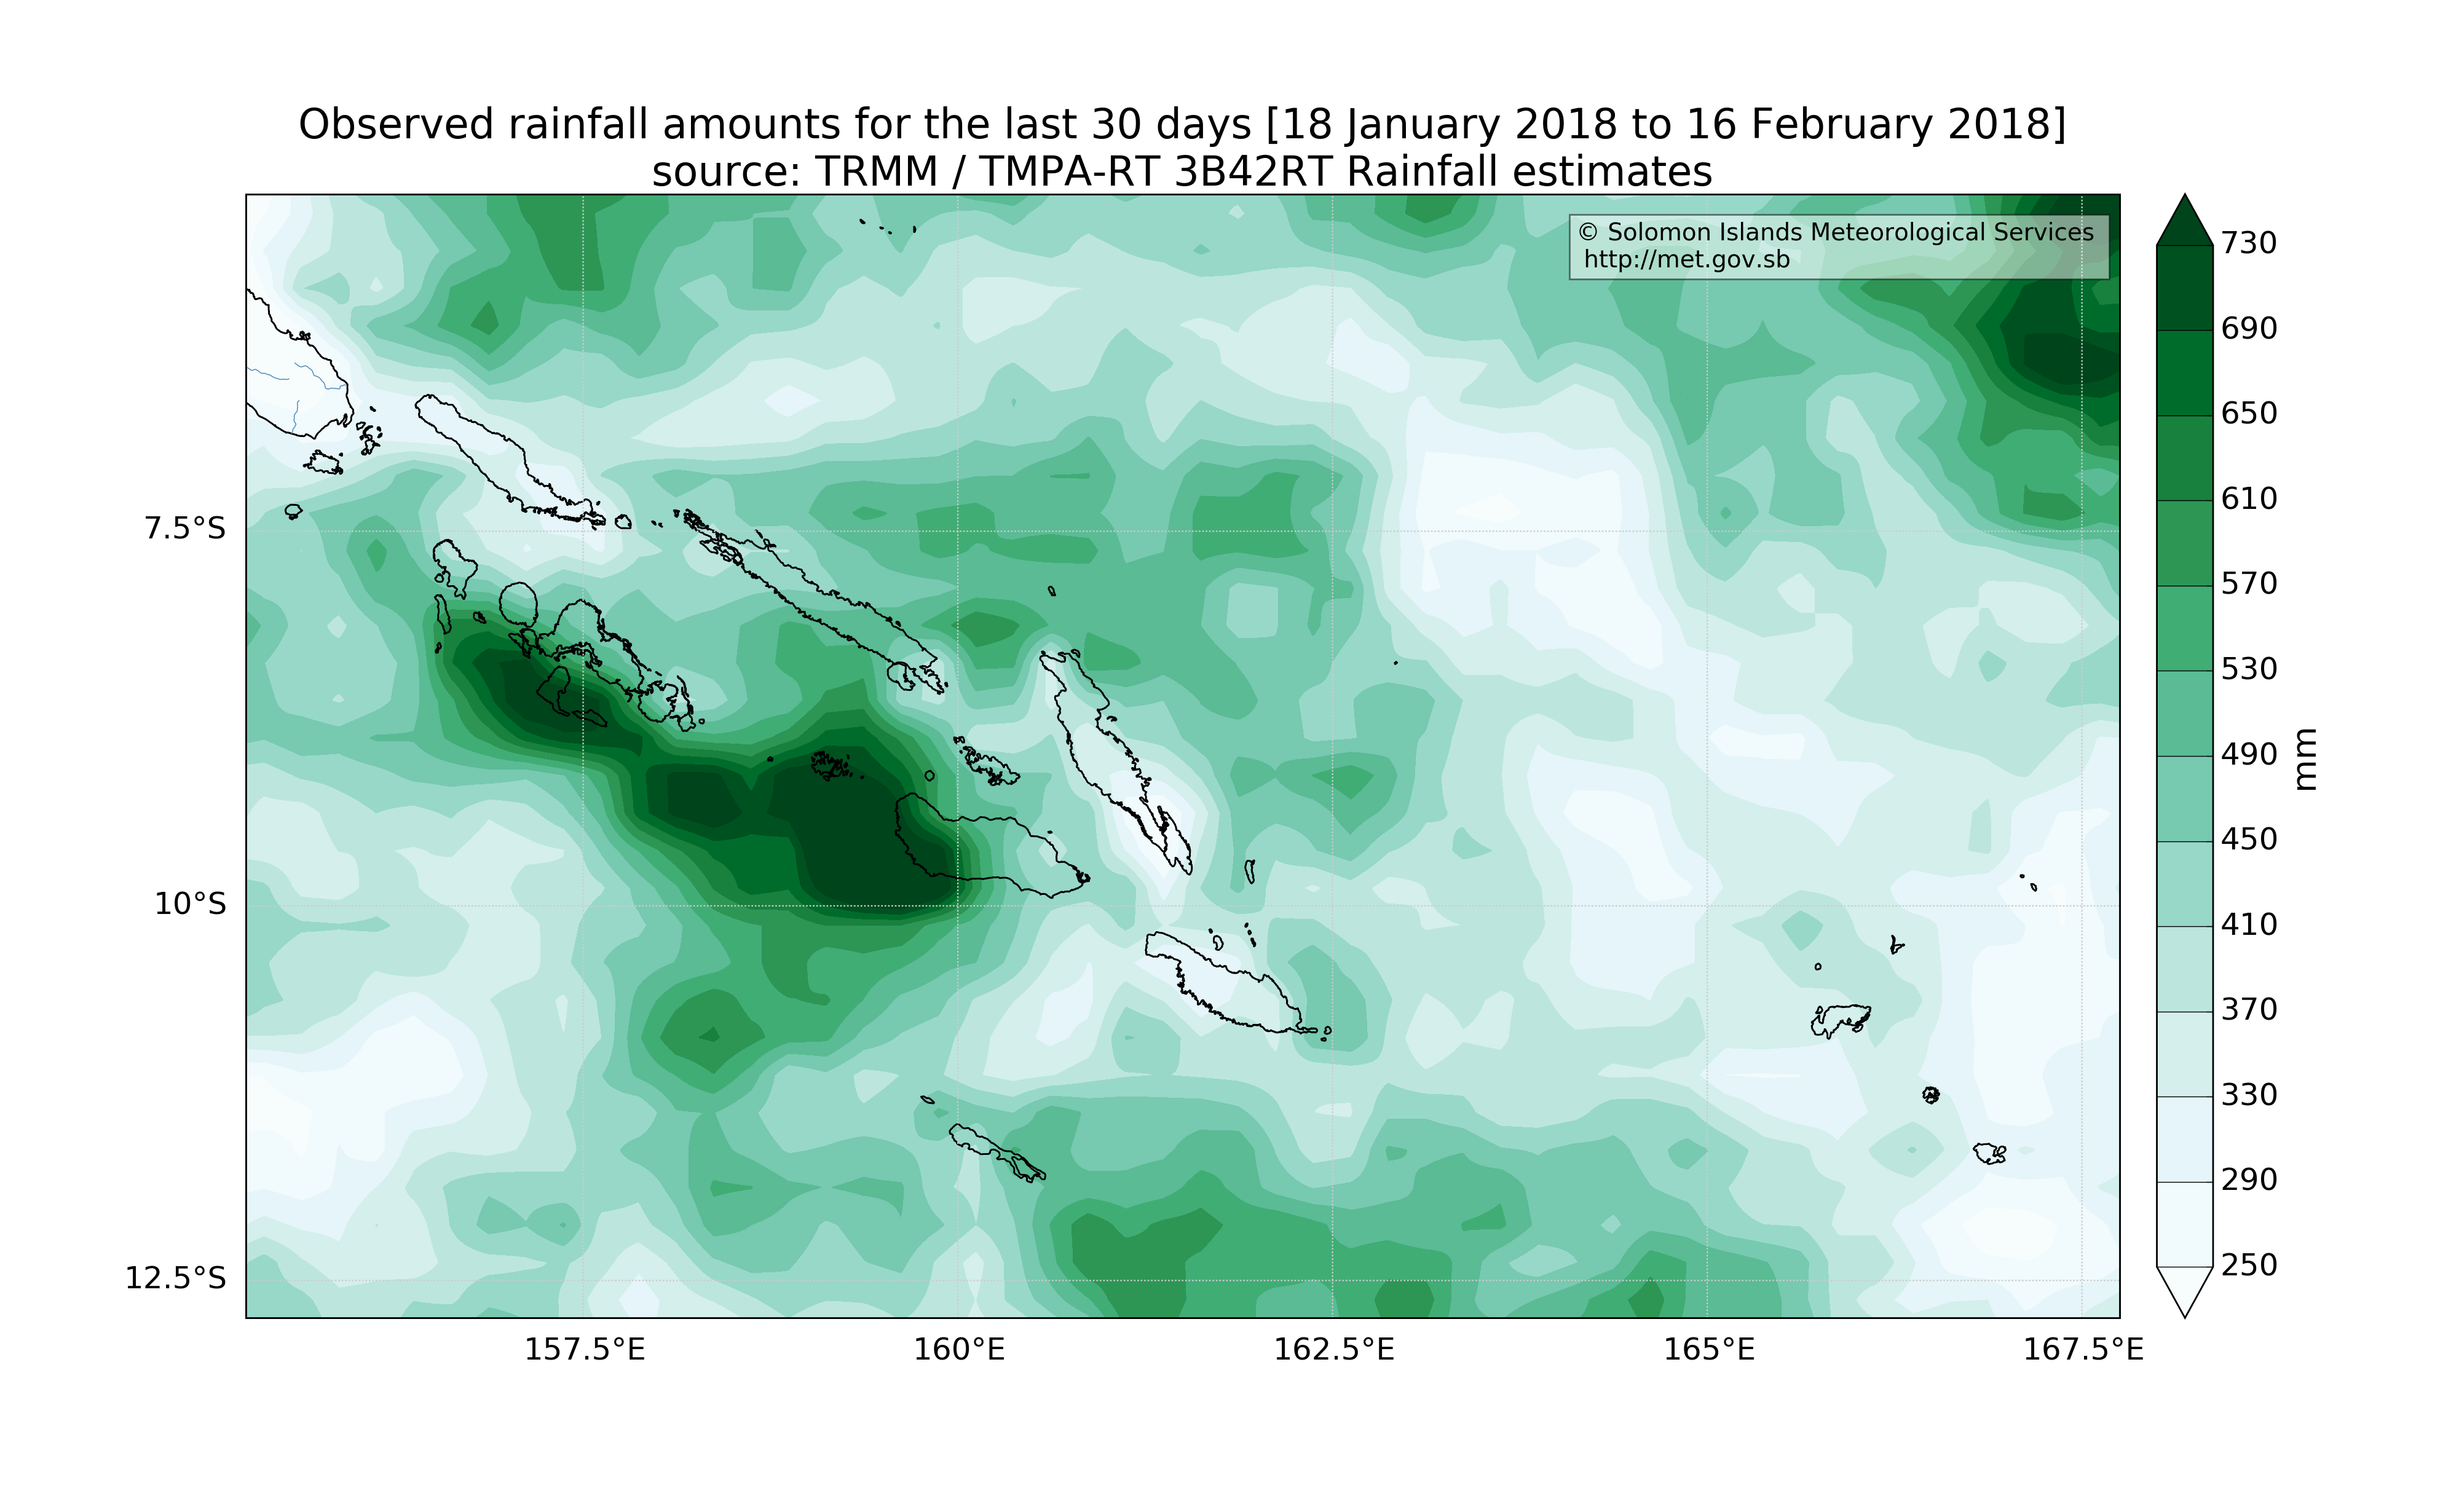 Observed rainfall amounts for the last 30 days [18 January 2018 to 16 February 2018]
source: TRMM / TMPA-RT 3B42RT Rainfall estimates
© Solomon Islands Meteorological Services
http://met.gov.sb
7.5°S
10°S
12.5°S
157.5°E
160°E
162.5°E
165°E
167.5°E
730
690
650
610
570
530
490
450
410
370
330
290
250
mm